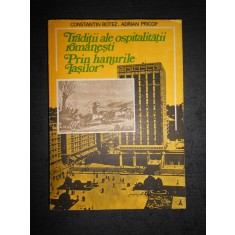 CONSTANTIN BOTEZ . ADRIAN PRICOP
Tradiții ale ospitalității
românești
Prin hanurile
Iașilor